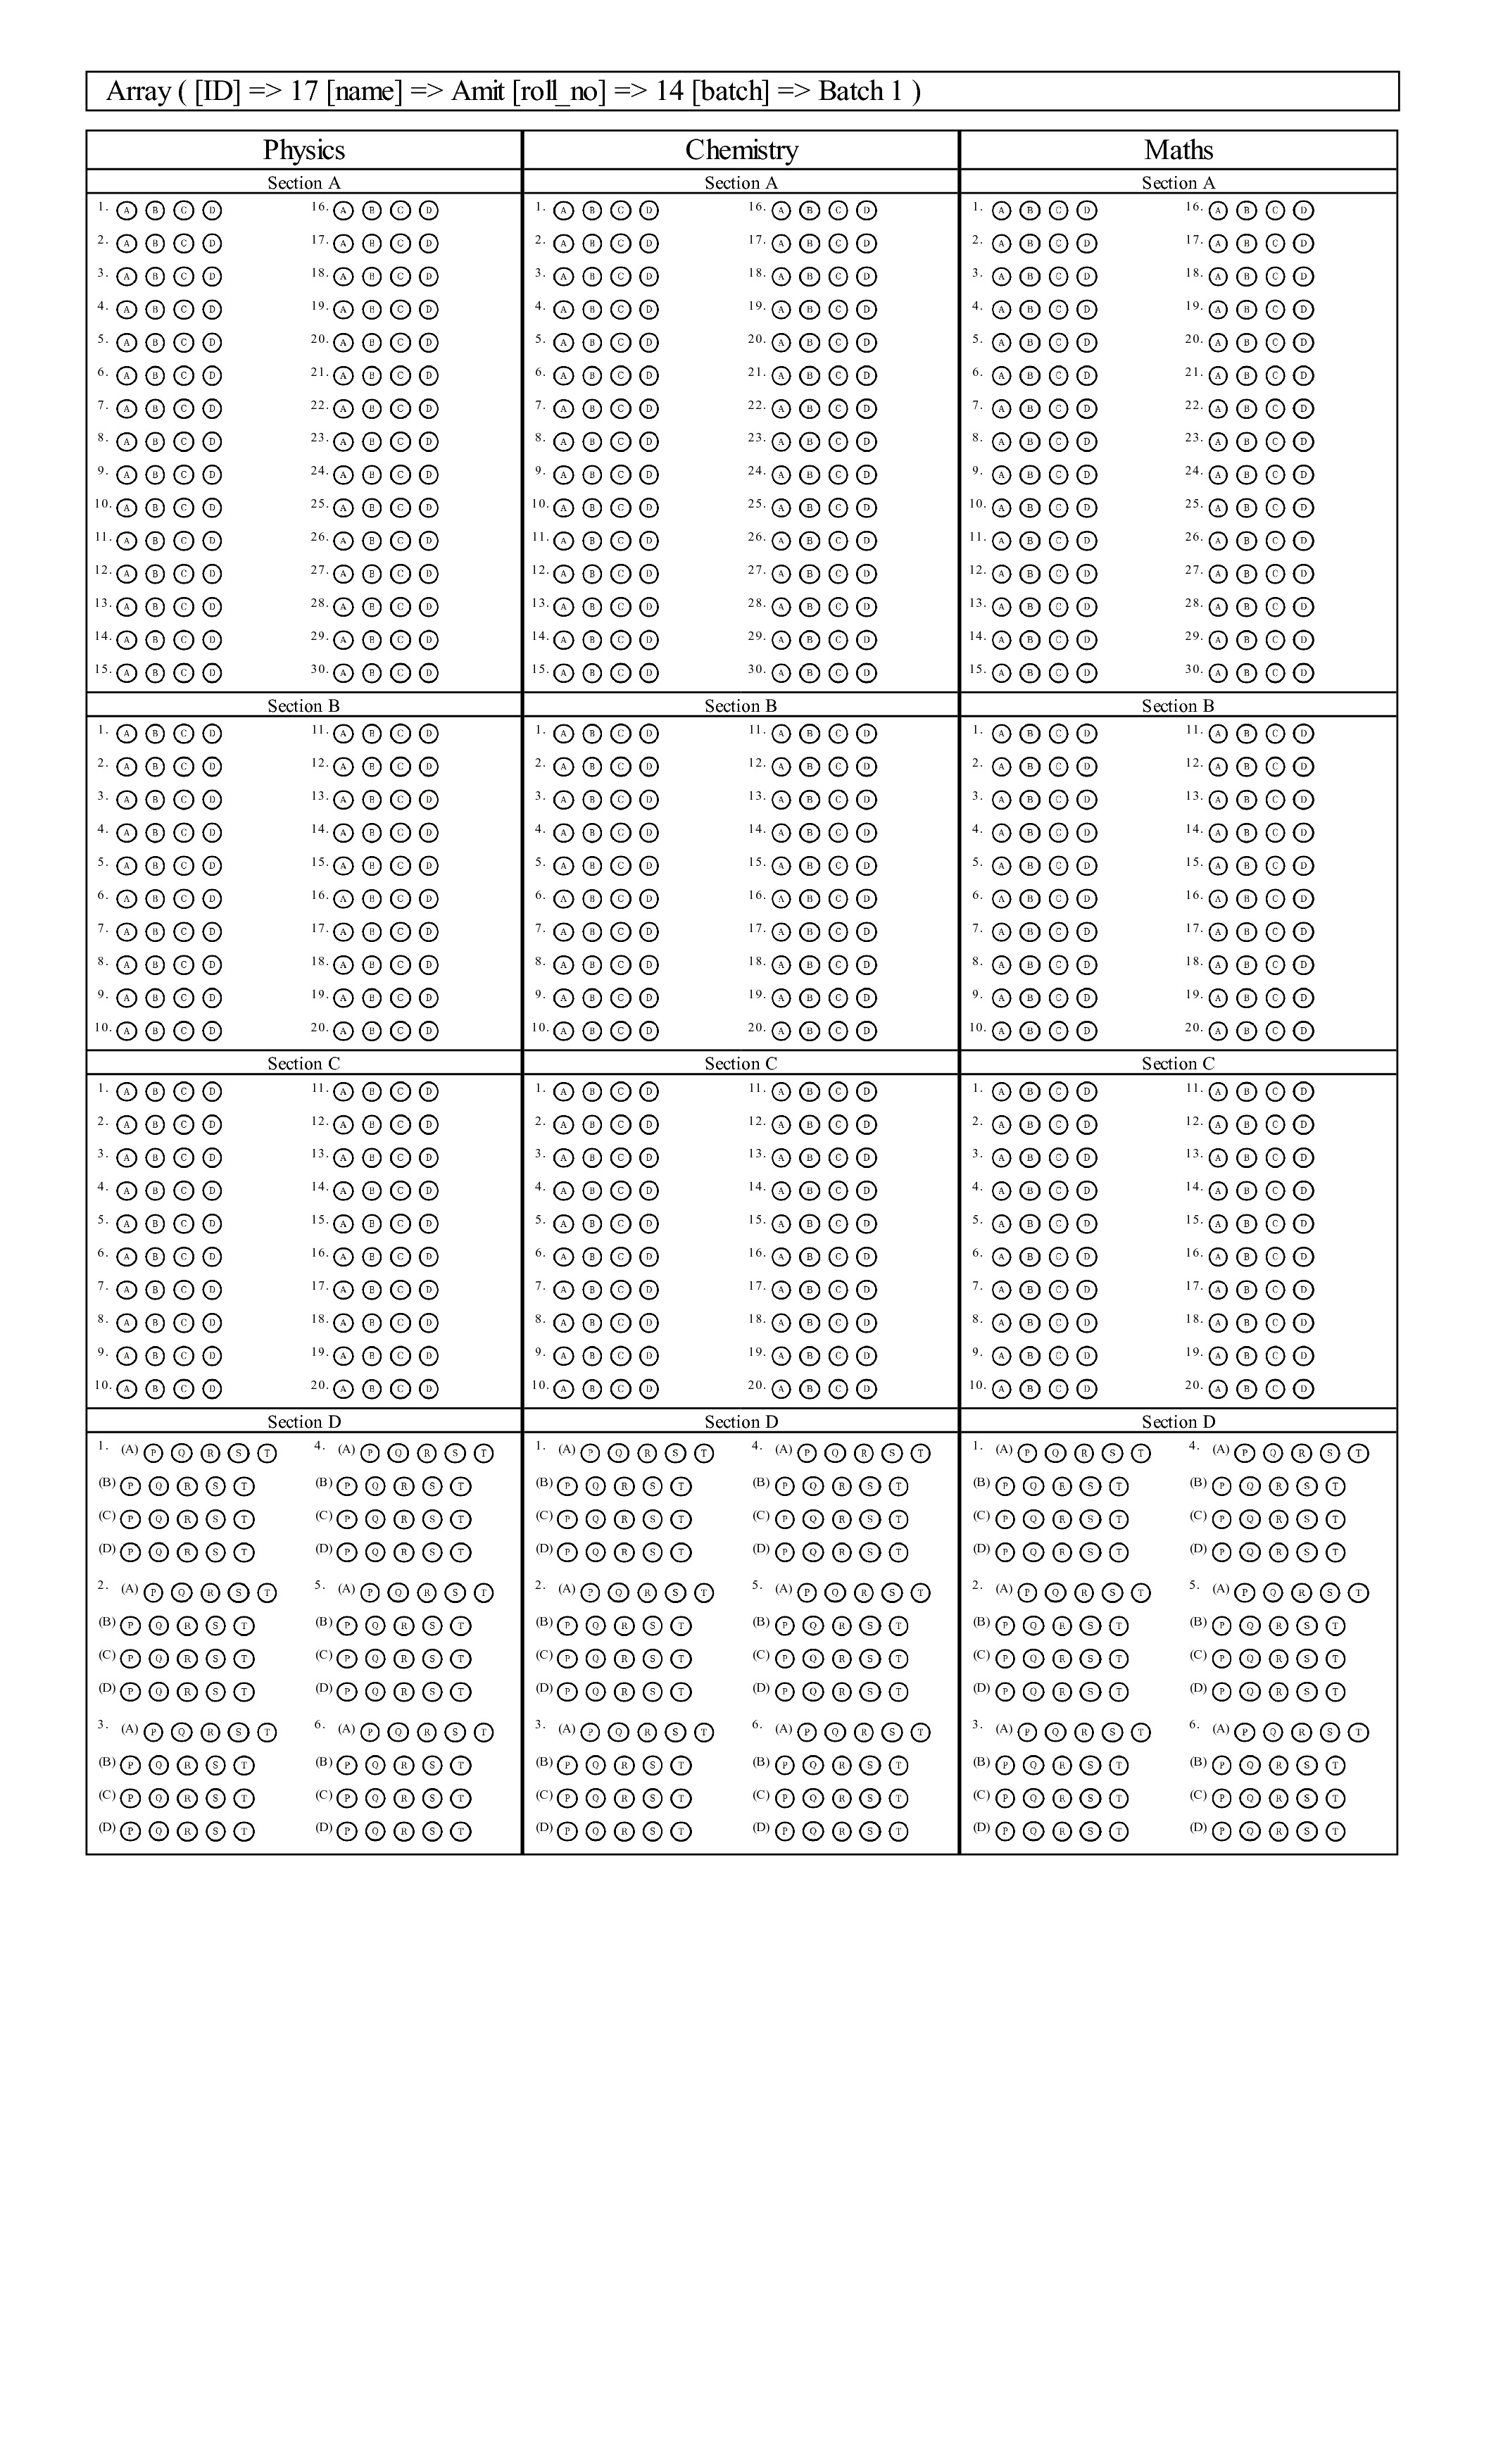 Array ( [ID] => 17 [name] => Amit [roll_no] => 14 [batch] => Batch 1 )
Physics Chemistry Maths
Section A Section A Section A
1. A B C D 16. A B C D 1. A B C D 16. A B C D 1. A B C D 16. A B C D
2. A B C D 17. A B C D 2. A B C D 17. A B C D 2. A B C D 17. A B C D
3. A B C D 18. A B C D 3. A B C D 18. A B C D 3. A B C D 18. A B C D
4. A B C D 19. A B C D 4. A B C D 19. A B C D 4. A B C D 19. A B C D
5. A B C D 20. A B C D 5. A B C D 20. A B C D 5. A B C D 20. A B C D
6. A B C D 21. A B C D 6. A B C D 21. A B C D 6. A B C D 21. A B C D
7. A B C D 22. A B C D 7. A B C D 22. A B C D 7. A B C D 22. A B C D
8. A B C D 23. A B C D 8. A B C D 23. A B C D 8. A B C D 23. A B C D
9. A B C D 24. A B C D 9. A B C D 24. A B C D 9. A B C D 24. A B C D
10. A B C D 25. A B C D 10. A B C D 25. A B C D 10. A B C D 25. A B C D
11. A B C D 26. A B C D 11. A B C D 26. A B C D 11. A B C D 26. A B C D
12. A B C D 27. A B C D 12. A B C D 27. A B C D 12. A B C D 27. A B C D
13. A B C D 28. A B C D 13. A B C D 28. A B C D 13. A B C D 28. A B C D
14. A B C D 29. A B C D 14. A B C D 29. A B C D 14. A B C D 29. A B C D
15. A B C D 30. A B C D 15. A B C D 30. A B C D 15. A B C D 30. A B C D
Section B Section B Section B
1. A B C D 11. A B C D 1. A B C D 11. A B C D 1. A B C D 11. A B C D
2. A B C D 12. A B C D 2. A B C D 12. A B C D 2. A B C D 12. A B C D
3. A B C D 13. A B C D 3. A B C D 13. A B C D 3. A B C D 13. A B C D
4. A B C D 14. A B C D 4. A B C D 14. A B C D 4. A B C D 14. A B C D
5. A B C D 15. A B C D 5. A B C D 15. A B C D 5. A B C D 15. A B C D
6. A B C D 16. A B C D 6. A B C D 16. A B C D 6. A B C D 16. A B C D
7. A B C D 17. A B C D 7. A B C D 17. A B C D 7. A B C D 17. A B C D
8. A B C D 18. A B C D 8. A B C D 18. A B C D 8. A B C D 18. A B C D
9. A B C D 19. A B C D 9. A B C D 19. A B C D 9. A B C D 19. A B C D
10. A B C D 20. A B C D 10. A B C D 20. A B C D 10. A B C D 20. A B C D
Section C Section C Section C
1. A B C D 11. A B C D 1. A B C D 11. A B C D 1. A B C D 11. A B C D
2. A B C D 12. A B C D 2. A B C D 12. A B C D 2. A B C D 12. A B C D
3. A B C D 13. A B C D 3. A B C D 13. A B C D 3. A B C D 13. A B C D
4. A B C D 14. A B C D 4. A B C D 14. A B C D 4. A B C D 14. A B C D
5. A B C D 15. A B C D 5. A B C D 15. A B C D 5. A B C D 15. A B C D
6. A B C D 16. A B C D 6. A B C D 16. A B C D 6. A B C D 16. A B C D
7. A B C D 17. A B C D 7. A B C D 17. A B C D 7. A B C D 17. A B C D
8. A B C D 18. A B C D 8. A B C D 18. A B C D 8. A B C D 18. A B C D
9. A B C D 19. A B C D 9. A B C D 19. A B C D 9. A B C D 19. A B C D
10. A B C D 20. A B C D 10. A B C D 20. A B C D 10. A B C D 20. A B C D
Section D Section D Section D
1. (A) P Q R S T 4. (A) P Q R S T 1. (A) P Q R S T 4. (A) P Q R S T 1. (A) P Q R S T 4. (A) P Q R S T
(B) P Q R S T (B) P Q R S T (B) P Q R S T (B) P Q R S T (B) P Q R S T (B) P Q R S T
(C) P Q R S T (C) P Q R S T (C) P Q R S T (C) P Q R S T (C) P Q R S T (C) P Q R S T
(D) P Q R S T (D) P Q R S T (D) P Q R S T (D) P Q R S T (D) P Q R S T (D) P Q R S T
2. (A) P Q R S T 5. (A) P Q R S T 2. (A) P Q R S T 5. (A) P Q R S T 2. (A) P Q R S T 5. (A) P Q R S T
(B) P Q R S T (B) P Q R S T (B) P Q R S T (B) P Q R S T (B) P Q R S T (B) P Q R S T
(C) P Q R S T (C) P Q R S T (C) P Q R S T (C) P Q R S T (C) P Q R S T (C) P Q R S T
(D) P Q R S T (D) P Q R S T (D) P Q R S T (D) P Q R S T (D) P Q R S T (D) P Q R S T
3. (A) P Q R S T 6. (A) P Q R S T 3. (A) P Q R S T 6. (A) P Q R S T 3. (A) P Q R S T 6. (A) P Q R S T
(B) P Q R S T (B) P Q R S T (B) P Q R S T (B) P Q R S T (B) P Q R S T (B) P Q R S T
(C) P Q R S T (C) P Q R S T (C) P Q R S T (C) P Q R S T (C) P Q R S T (C) P Q R S T
(D) P Q R S T (D) P Q R S T (D) P Q R S T (D) P Q R S T (D) P Q R S T (D) P Q R S T